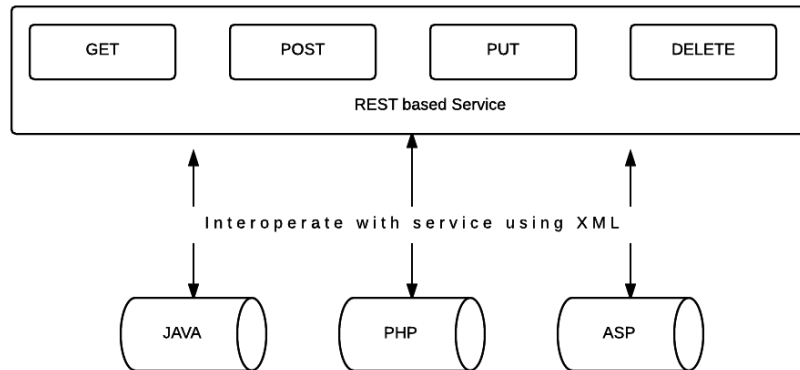 GET POST PUT DELETE
REST based Service
Interoperate with service using XML
JAVA PHP ASP